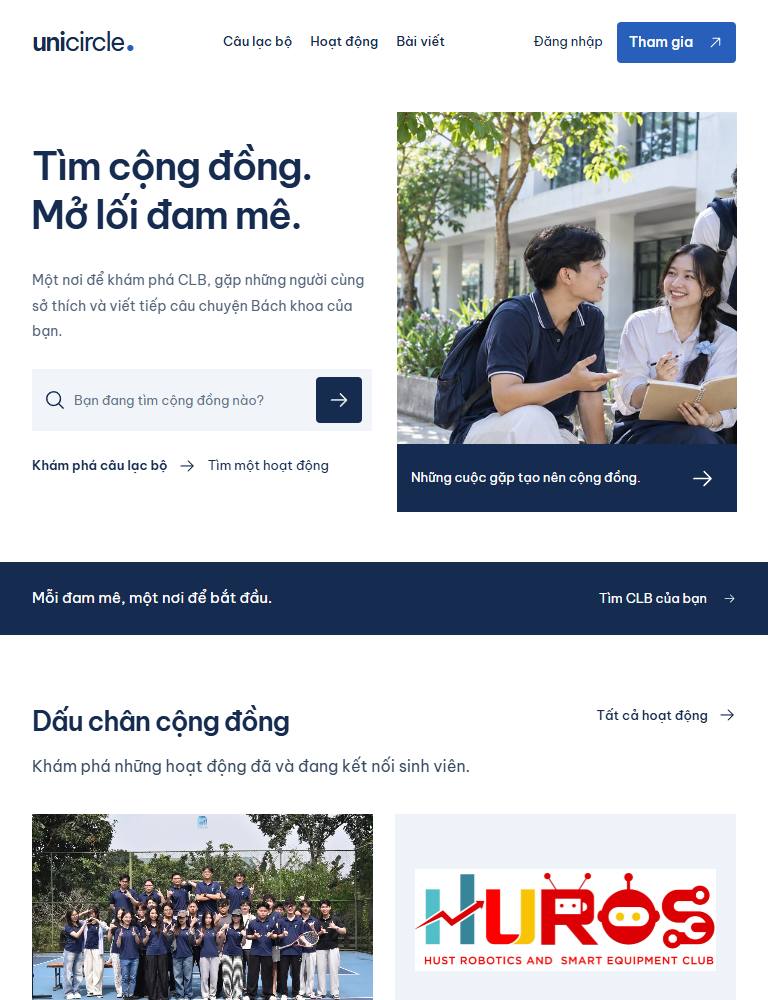 unicircle.
Câu lạc bộ
Hoạt động
Bài viết
Đăng nhập
Tham gia
Tìm cộng đồng.
Mở lối đam mê.
Một nơi để khám phá CLB, gặp những người cùng
sở thích và viết tiếp câu chuyện Bách khoa của
bạn.
Bạn đang tìm cộng đồng nào?
Khám phá câu lạc bộ
Tìm một hoạt động
Những cuộc gặp tạo nên cộng đồng.
Mỗi đam mê, một nơi để bắt đầu.
Tìm CLB của bạn
Dấu chân cộng đồng
Tất cả hoạt động
Khám phá những hoạt động đã và đang kết nối sinh viên.
HUROS
HUST ROBOTICS AND SMART EQUIPMENT CLUB